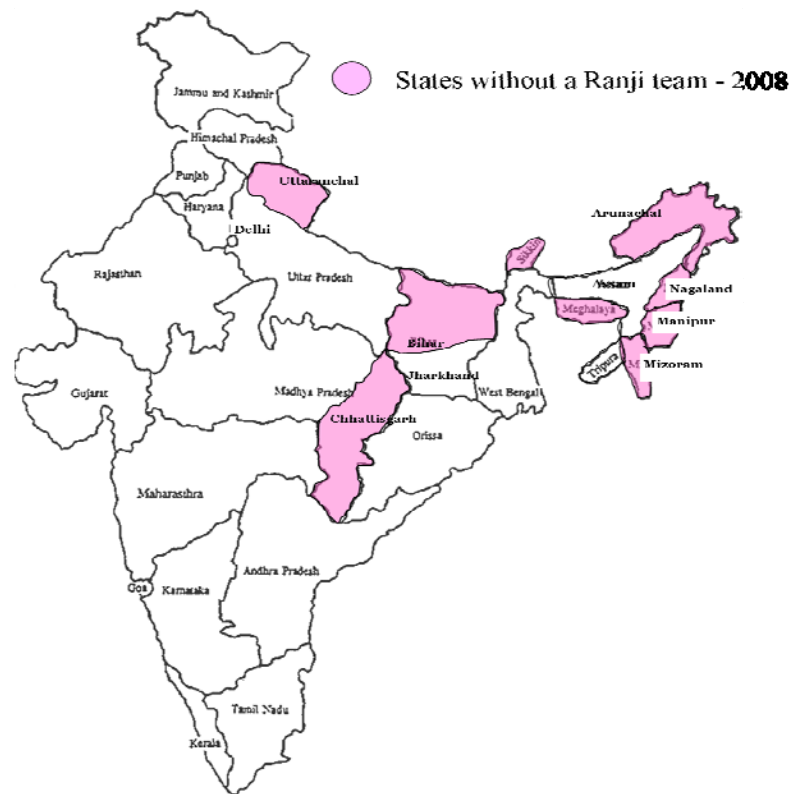 States without a Ranji team - 2008
Jammu and Kashmir
Himachal Pradesh
Punjab
Uttaranchal
Haryana
Delhi
Arunachal
Sikkim
Rajasthan
Uttar Pradesh
Assam
Nagaland
Meghalaya
Manipur
Bihar
Tripura
Mizoram
Jharkhand
Gujarat
Madhya Pradesh
West Bengal
Chhattisgarh
Orissa
Maharasthra
Andhra Pradesh
Goa
Karnataka
Tamil Nadu
Kerala